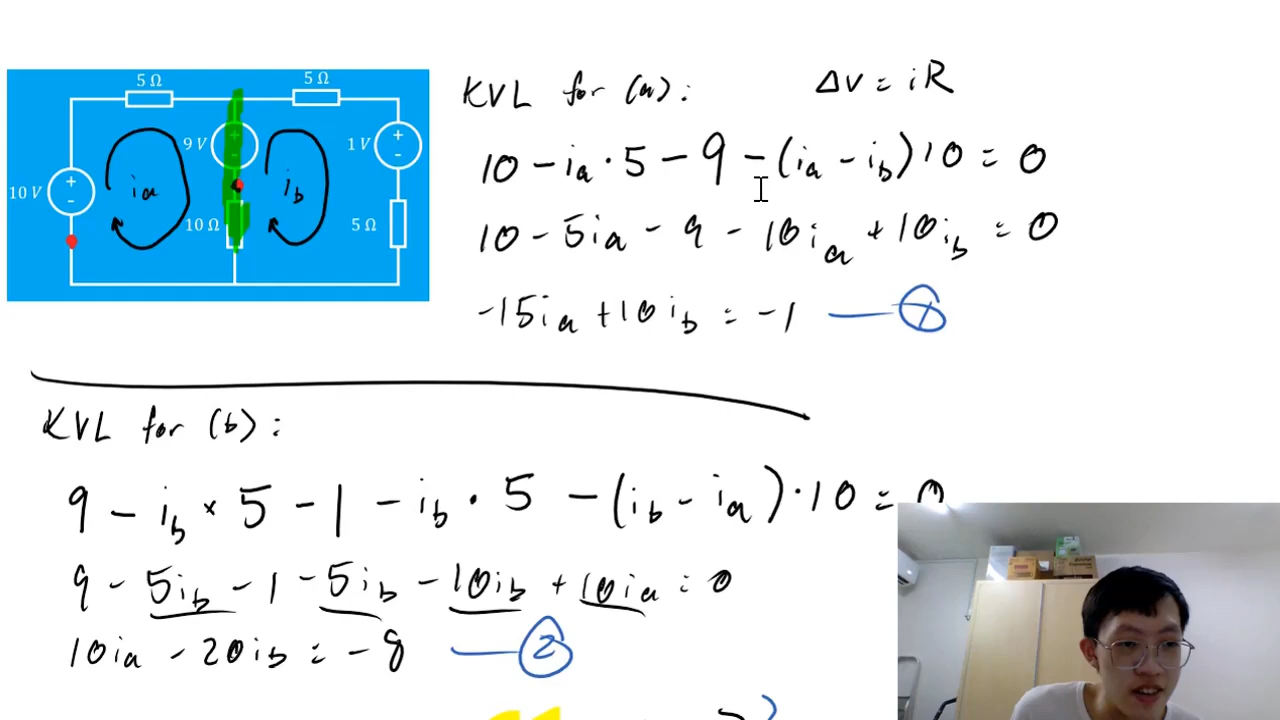 5 Ω
5 Ω
9 V
1 V
10 V
10 Ω
5 Ω
+
-
+
-
+
-
ia
ib
KVL for (a):
ΔV = iR
10 - ia · 5 - 9 - (ia - ib) 10 = 0
10 - 5ia - 9 - 10ia + 10ib = 0
-15ia + 10ib = -1 — 1
KVL for (b):
9 - ib × 5 - 1 - ib · 5 - (ib - ia) · 10 = 0
9 - 5ib - 1 - 5ib - 10ib + 10ia = 0
10ia - 20ib = -8 — 2